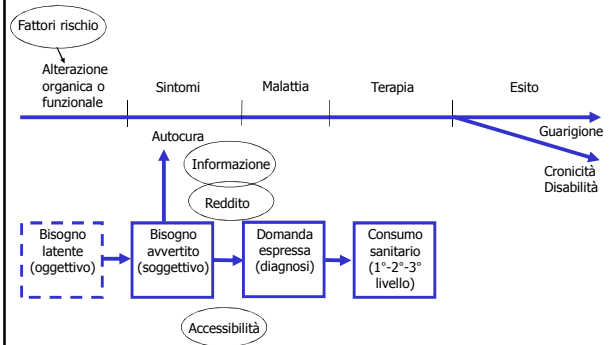 Fattori rischio
Alterazione
organica o
funzionale
Sintomi
Malattia
Terapia
Esito
Guarigione
Cronicità
Disabilità
Autocura
Informazione
Reddito
Bisogno
latente
(oggettivo)
Bisogno
avvertito
(soggettivo)
Domanda
espressa
(diagnosi)
Consumo
sanitario
(1°-2°-3°
livello)
Accessibilità